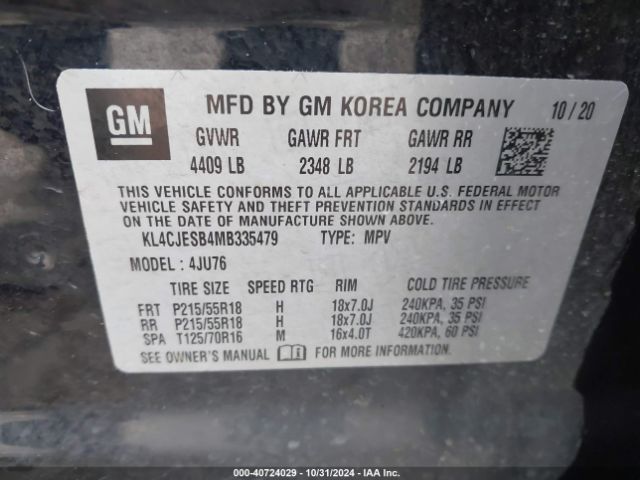 GM
MFD BY GM KOREA COMPANY 10/20
GVWR GAWR FRT GAWR RR
4409 LB 2348 LB 2194 LB
THIS VEHICLE CONFORMS TO ALL APPLICABLE U.S. FEDERAL MOTOR
VEHICLE SAFETY AND THEFT PREVENTION STANDARDS IN EFFECT
ON THE DATE OF MANUFACTURE SHOWN ABOVE.
KL4CJESB4MB335479 TYPE: MPV
MODEL : 4JU76
TIRE SIZE SPEED RTG RIM COLD TIRE PRESSURE
FRT P215/55R18 H 18x7.0J 240KPA, 35 PSI
RR P215/55R18 H 18x7.0J 240KPA, 35 PSI
SPA T125/70R16 M 16x4.0T 420KPA, 60 PSI
SEE OWNER'S MANUAL FOR MORE INFORMATION.
000-40724029 - 10/31/2024 - IAA Inc.